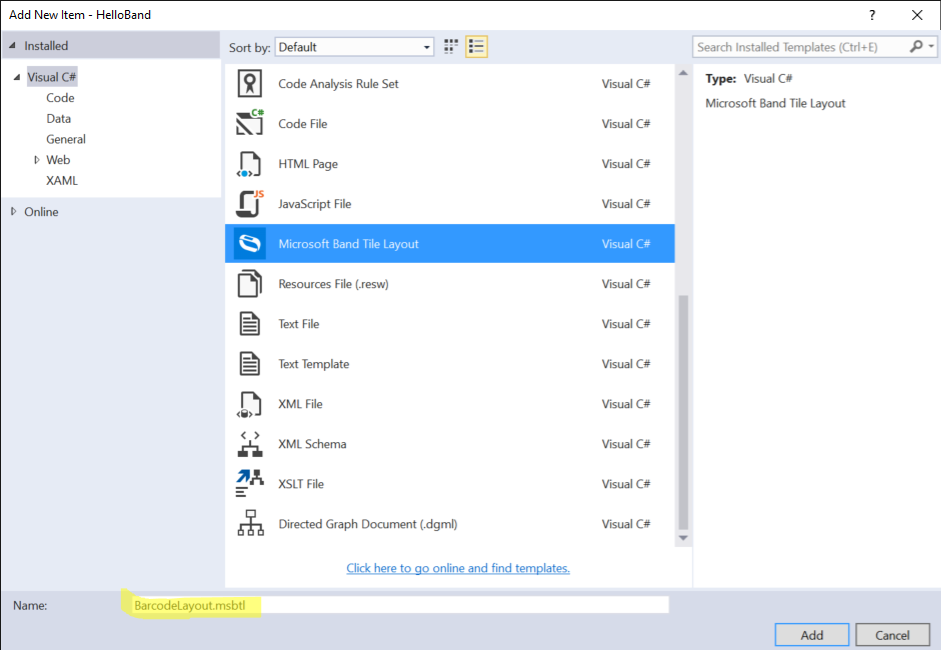 Add New Item - HelloBand
?
Installed
Sort by: Default
Search Installed Templates (Ctrl+E)
Visual C#
Code
Data
General
Web
XAML
Online
Code Analysis Rule Set Visual C#
C#
Code File Visual C#
HTML Page Visual C#
JS
JavaScript File Visual C#
Microsoft Band Tile Layout Visual C#
Resources File (.resw) Visual C#
Text File Visual C#
Text Template Visual C#
XML File Visual C#
XML Schema Visual C#
XSLT File Visual C#
Directed Graph Document (.dgml) Visual C#
Click here to go online and find templates.
Type: Visual C#
Microsoft Band Tile Layout
Name: BarcodeLayout.msbtl
Add Cancel